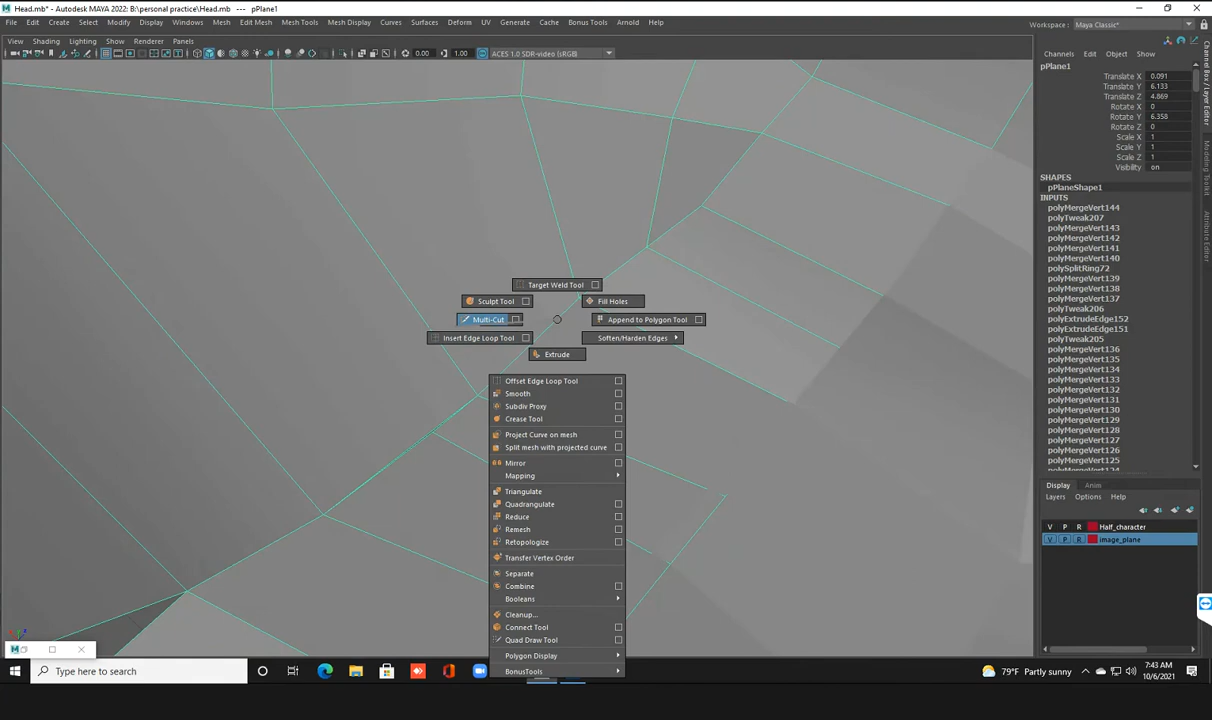 Head.mb* - Autodesk MAYA 2022: B:\personal practice\Head.mb --- pPlane1
File Edit Create Select Modify Display Windows Mesh Edit Mesh Mesh Tools Mesh Display Curves Surfaces Deform UV Generate Cache Bonus Tools Arnold Help
Workspace: Maya Classic*
View Shading Lighting Show Renderer Panels
0.00 1.00 ACES 1.0 SDR-video (sRGB)
Channels Edit Object Show
pPlane1
Translate X 0.091
Translate Y 6.133
Translate Z 4.869
Rotate X 0
Rotate Y 6.358
Rotate Z 0
Scale X 1
Scale Y 1
Scale Z 1
Visibility on
SHAPES
pPlaneShape1
INPUTS
polyMergeVert144
polyTweak207
polyMergeVert143
polyMergeVert142
polyMergeVert141
polyMergeVert140
polySplitRing72
polyMergeVert139
polyMergeVert138
polyMergeVert137
polyExtrudeEdge152
polyExtrudeEdge151
polyTweak205
polyMergeVert136
polyMergeVert135
polyMergeVert134
polyMergeVert133
polyMergeVert132
polyMergeVert131
polyMergeVert130
polyMergeVert129
polyMergeVert128
polyMergeVert127
polyMergeVert126
polyMergeVert125
polyMergeVert124
Channel Box / Layer Editor
Modeling Toolkit
Attribute Editor
Target Weld Tool
Sculpt Tool Fill Holes
Multi-Cut Append to Polygon Tool
Insert Edge Loop Tool Soften/Harden Edges
Extrude
Offset Edge Loop Tool
Smooth
Subdiv Proxy
Crease Tool
Project Curve on mesh
Split mesh with projected curve
Mirror
Mapping
Triangulate
Quadrangulate
Reduce
Remesh
Retopologize
Transfer Vertex Order
Separate
Combine
Booleans
Cleanup...
Connect Tool
Quad Draw Tool
Polygon Display
BonusTools
Display Anim
Layers Options Help
V P R Half_character
V P R image_plane
Type here to search
79°F Partly sunny
7:43 AM
10/6/2021